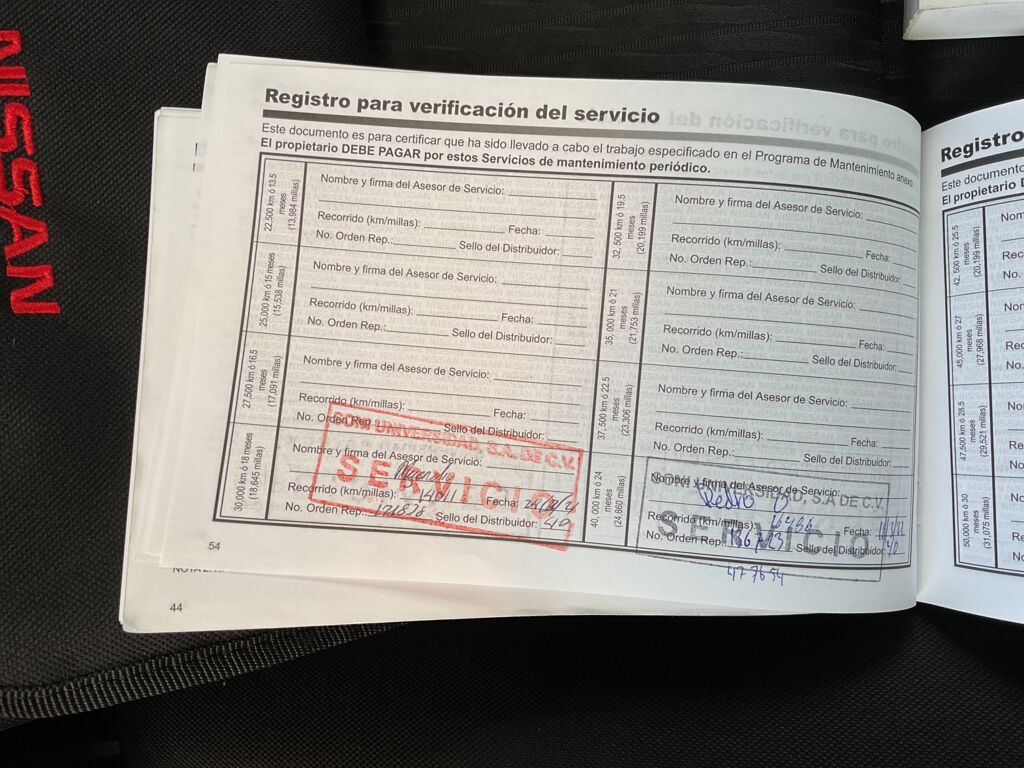 NISSAN
Registro para verificación del servicio
Este documento es para certificar que ha sido llevado a cabo el trabajo especificado en el Programa de Mantenimiento anexo
El propietario DEBE PAGAR por estos Servicios de mantenimiento periódico.
22,500 km ó 13.5 meses (13,984 millas)
Nombre y firma del Asesor de Servicio:
Recorrido (km/millas): Fecha:
No. Orden Rep.: Sello del Distribuidor:
25,000 km ó 15 meses (15,538 millas)
Nombre y firma del Asesor de Servicio:
Recorrido (km/millas): Fecha:
No. Orden Rep.: Sello del Distribuidor:
27,500 km ó 16.5 meses (17,091 millas)
Nombre y firma del Asesor de Servicio:
Recorrido (km/millas): Fecha:
No. Orden Rep.: Sello del Distribuidor:
30,000 km ó 18 meses (18,645 millas)
Nombre y firma del Asesor de Servicio:
Recorrido (km/millas): 14011 Fecha:
No. Orden Rep.: 121838 Sello del Distribuidor: 40
UNIVERSIDAD, S.A. DE C.V.
SERVICIO
32,500 km ó 19.5 meses (20,199 millas)
Nombre y firma del Asesor de Servicio:
Recorrido (km/millas): Fecha:
No. Orden Rep.: Sello del Distribuidor:
35,000 km ó 21 meses (21,753 millas)
Nombre y firma del Asesor de Servicio:
Recorrido (km/millas): Fecha:
No. Orden Rep.: Sello del Distribuidor:
37,500 km ó 22.5 meses (23,306 millas)
Nombre y firma del Asesor de Servicio:
Recorrido (km/millas): Fecha:
No. Orden Rep.: Sello del Distribuidor:
40,000 km ó 24 meses (24,860 millas)
Nombre y firma del Asesor de Servicio:
Pedro
Recorrido (km/millas): 16466 Fecha:
No. Orden Rep.: 136723 Sello del Distribuidor: 40
S.A DE C.V.
SERVICIO
477654
54
44
Registro
Este documento
El propietario
42, 500 km ó 25.5 meses (20,199 millas)
45,000 km ó 27 meses (27,968 millas)
47,500 km ó 28.5 meses (29,521 millas)
50,000 km ó 30 meses (31,075 millas)